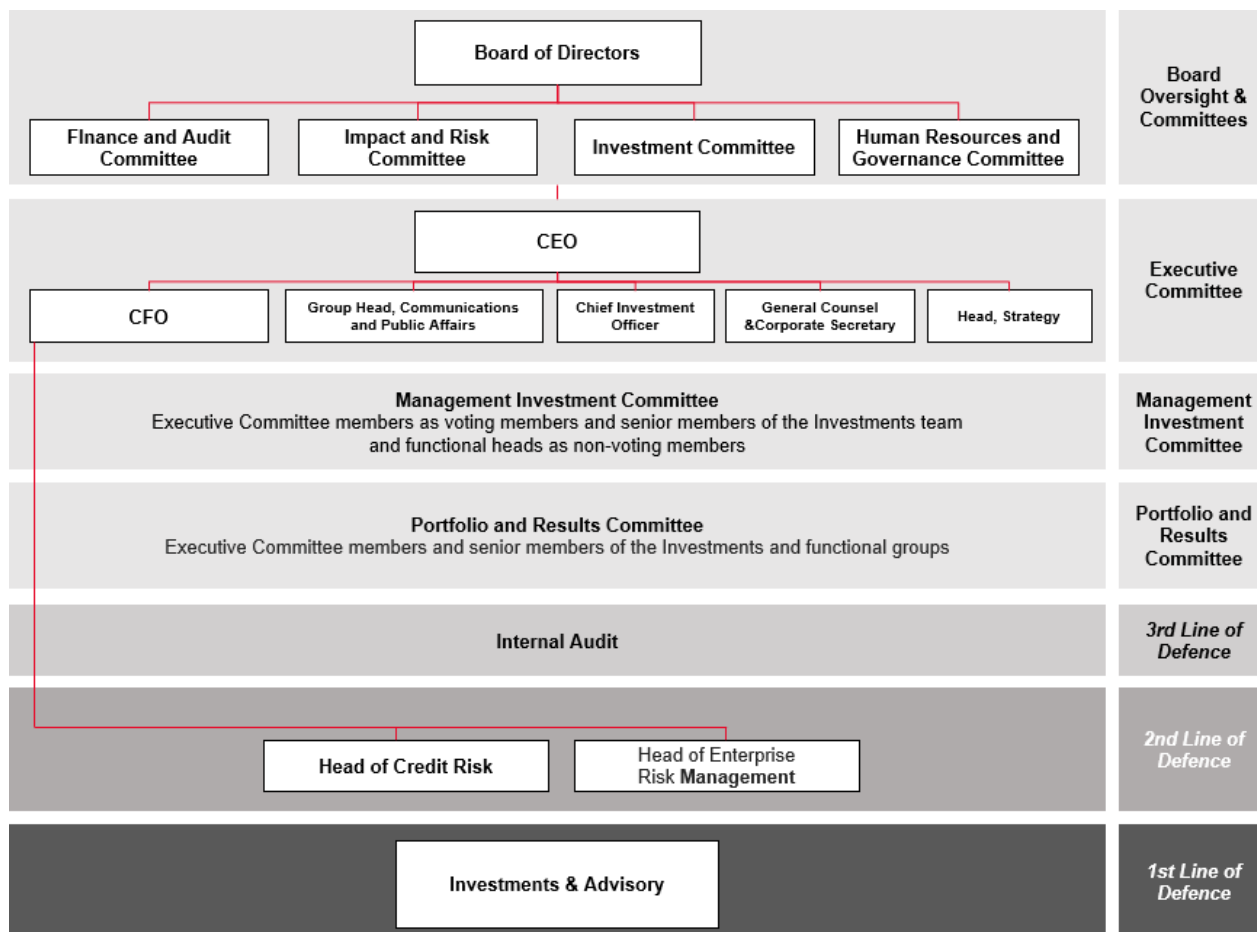 Board of Directors
Board
Oversight &
Committees
FInance and Audit
Committee
Impact and Risk
Committee
Investment Committee
Human Resources and
Governance Committee
CEO
Executive
Committee
CFO
Group Head, Communications
and Public Affairs
Chief Investment
Officer
General Counsel
&Corporate Secretary
Head, Strategy
Management Investment Committee
Executive Committee members as voting members and senior members of the Investments team
and functional heads as non-voting members
Management
Investment
Committee
Portfolio and Results Committee
Executive Committee members and senior members of the Investments and functional groups
Portfolio and
Results
Committee
Internal Audit
3rd Line of
Defence
Head of Credit Risk
Head of Enterprise
Risk Management
2nd Line of
Defence
Investments & Advisory
1st Line of
Defence